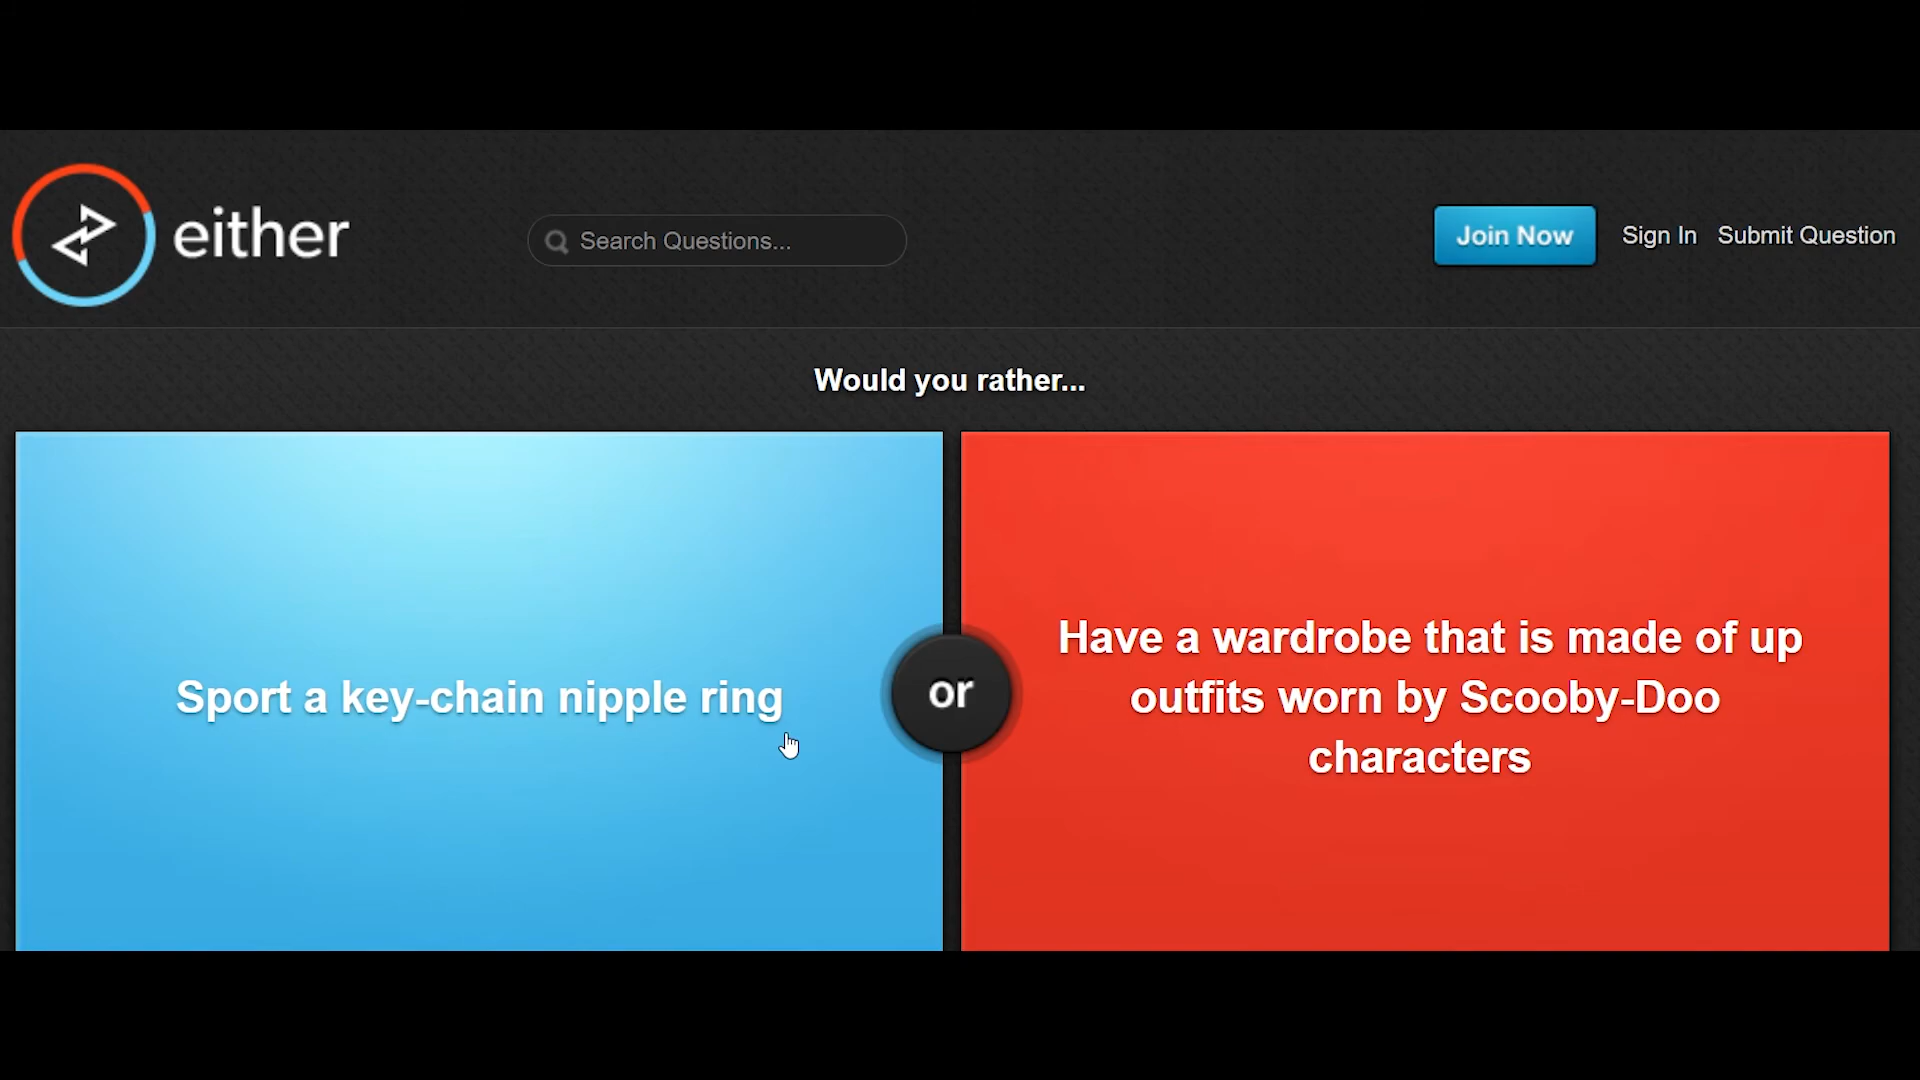 either
Search Questions...
Join Now
Sign In
Submit Question
Would you rather...
Sport a key-chain nipple ring
or
Have a wardrobe that is made of up
outfits worn by Scooby-Doo
characters